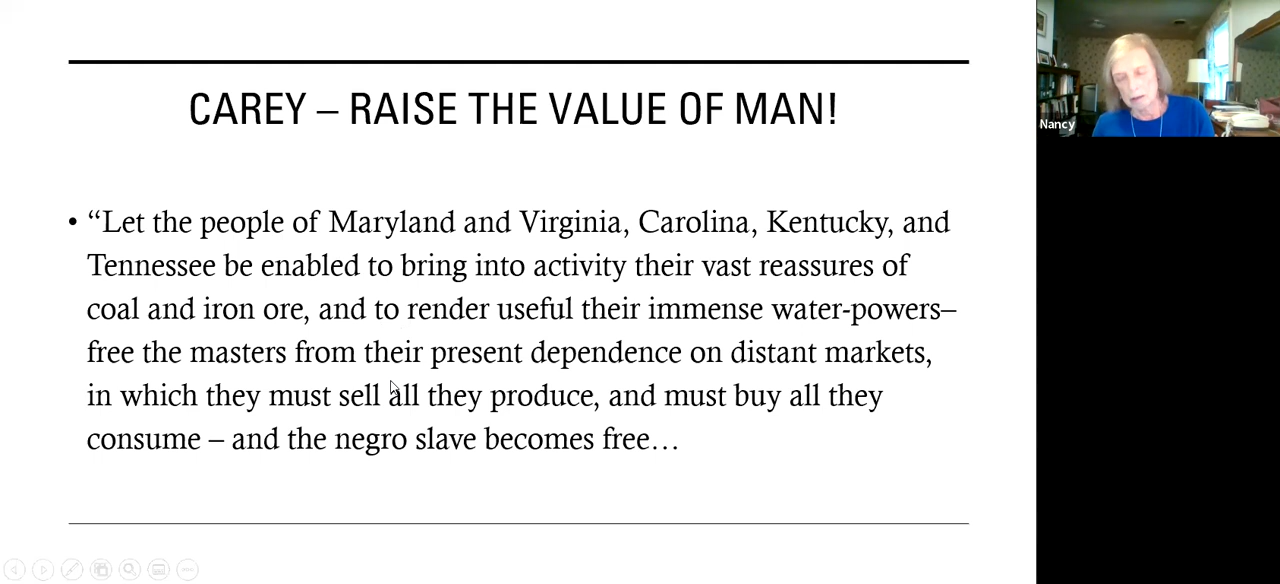 CAREY – RAISE THE VALUE OF MAN!
• “Let the people of Maryland and Virginia, Carolina, Kentucky, and
Tennessee be enabled to bring into activity their vast reassures of
coal and iron ore, and to render useful their immense water-powers–
free the masters from their present dependence on distant markets,
in which they must sell all they produce, and must buy all they
consume – and the negro slave becomes free…
Nancy